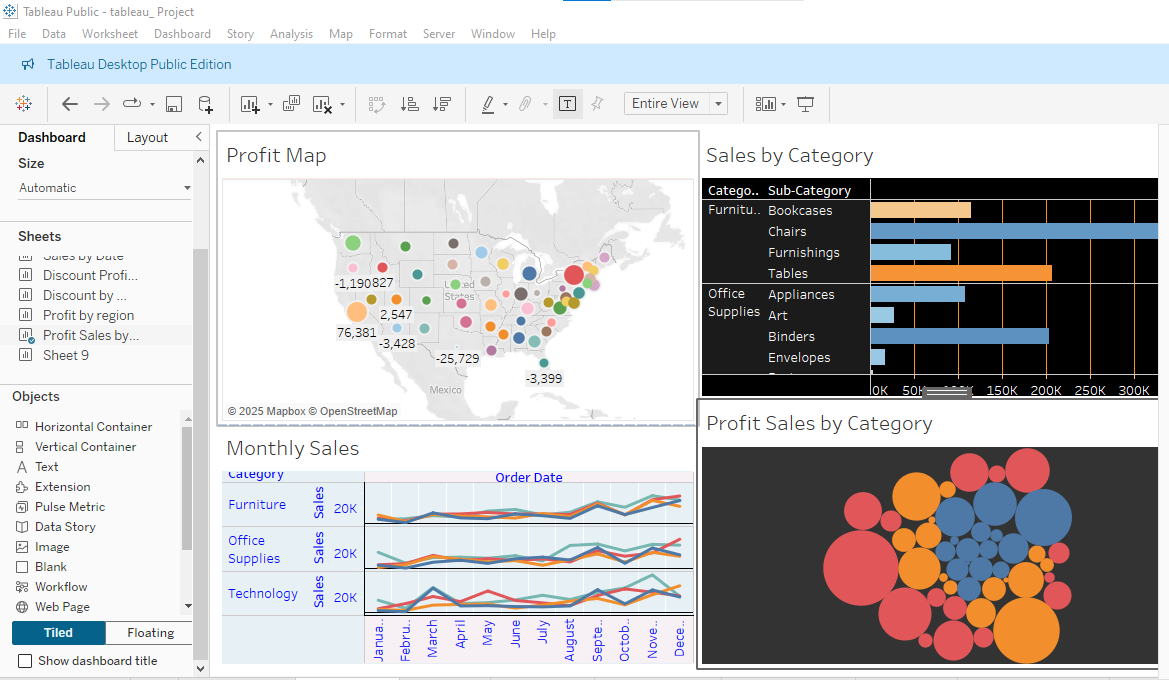 Tableau Public - tableau_ Project
File Data Worksheet Dashboard Story Analysis Map Format Server Window Help
Tableau Desktop Public Edition
Entire View
Dashboard Layout
Size
Automatic
Sheets
Sales by Date
Discount Profi...
Discount by ...
Profit by region
Profit Sales by...
Sheet 9
Objects
Horizontal Container
Vertical Container
Text
Extension
Pulse Metric
Data Story
Image
Blank
Workflow
Web Page
Tiled Floating
Show dashboard title
Profit Map
United
States
-1,190 827
2,547
76,381
-3,428
-25,729
-3,399
Mexico
© 2025 Mapbox © OpenStreetMap
Sales by Category
Catego.. Sub-Category
Furnitu.. Bookcases
Chairs
Furnishings
Tables
Office
Supplies
Appliances
Art
Binders
Envelopes
0K 50K 100K 150K 200K 250K 300K
Monthly Sales
Category Order Date
Furniture Sales 20K
Office
Supplies
Sales 20K
Technology Sales 20K
Janua.. Febru.. March April May June July August Septe.. Octob.. Nove.. Dece..
Profit Sales by Category